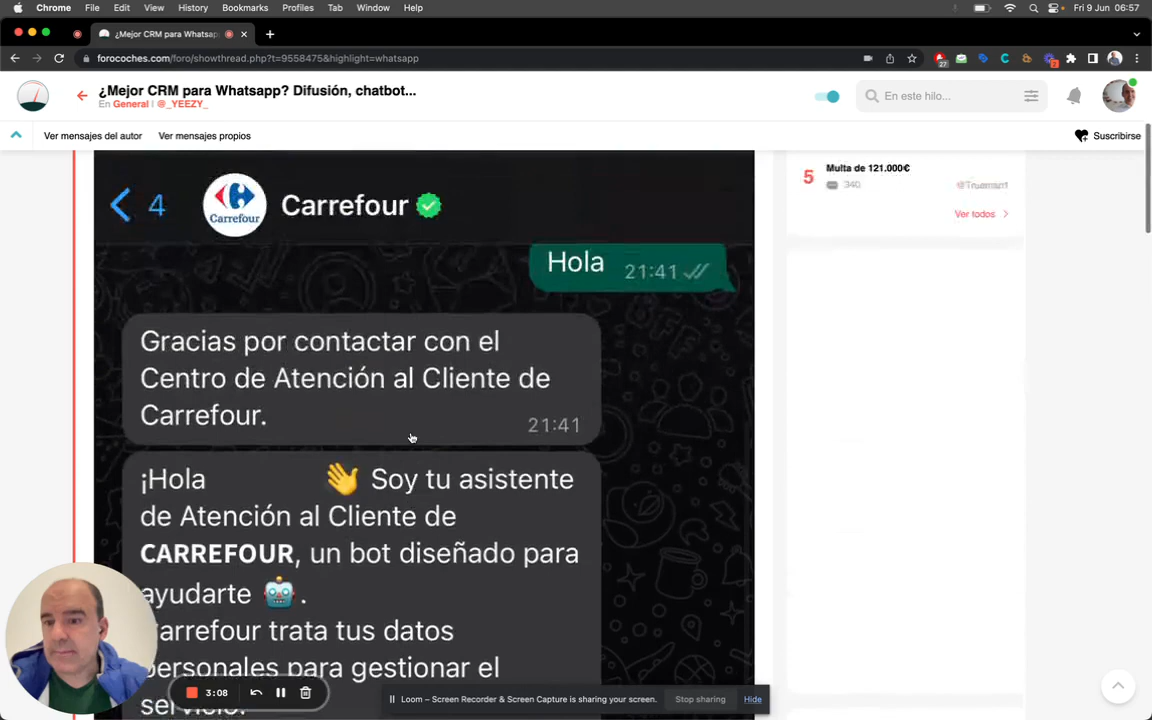 Chrome File Edit View History Bookmarks Profiles Tab Window Help
Fri 9 Jun 06:57
¿Mejor CRM para Whatsapp
forocoches.com/foro/showthread.php?t=9558475&highlight=whatsapp
27
2
¿Mejor CRM para Whatsapp? Difusión, chatbot...
En General | @_YEEZY_
En este hilo...
Ver mensajes del autor Ver mensajes propios
Suscribirse
5 Multa de 121.000€
340 @Trueman1
Ver todos
4 Carrefour
Carrefour
Hola 21:41
Gracias por contactar con el
Centro de Atención al Cliente de
Carrefour.
21:41
¡Hola 👋 Soy tu asistente
de Atención al Cliente de
CARREFOUR, un bot diseñado para
ayudarte 🤖.
Carrefour trata tus datos
personales para gestionar el
servicio.
3:08
Loom – Screen Recorder & Screen Capture is sharing your screen. Stop sharing Hide